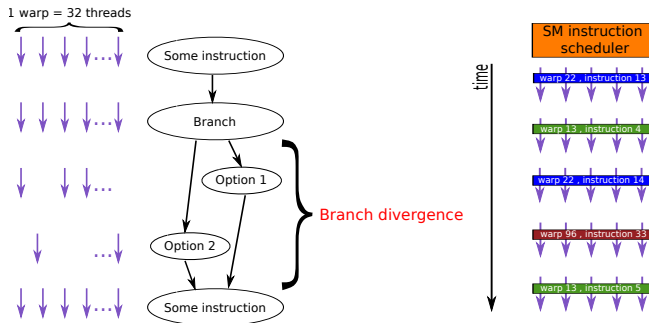 1 warp = 32 threads
...
Some instruction
...
Branch
...
Option 1
Branch divergence
...
Option 2
...
Some instruction
SM instruction
scheduler
time
warp 22 , instruction 13
warp 13 , instruction 4
warp 22 , instruction 14
warp 96 , instruction 33
warp 13 , instruction 5